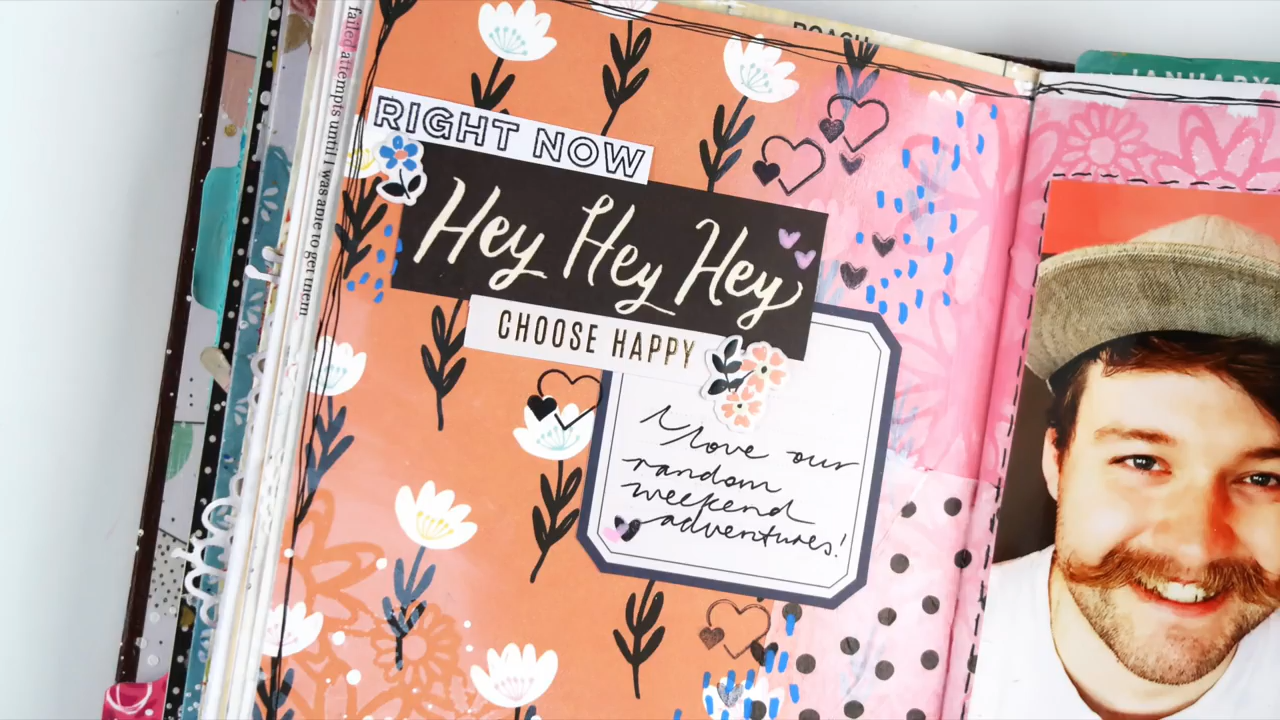 JANUARY
failed attempts until I was able to get them
RIGHT NOW
Hey Hey Hey
CHOOSE HAPPY
I love our
random
weekend
adventures!